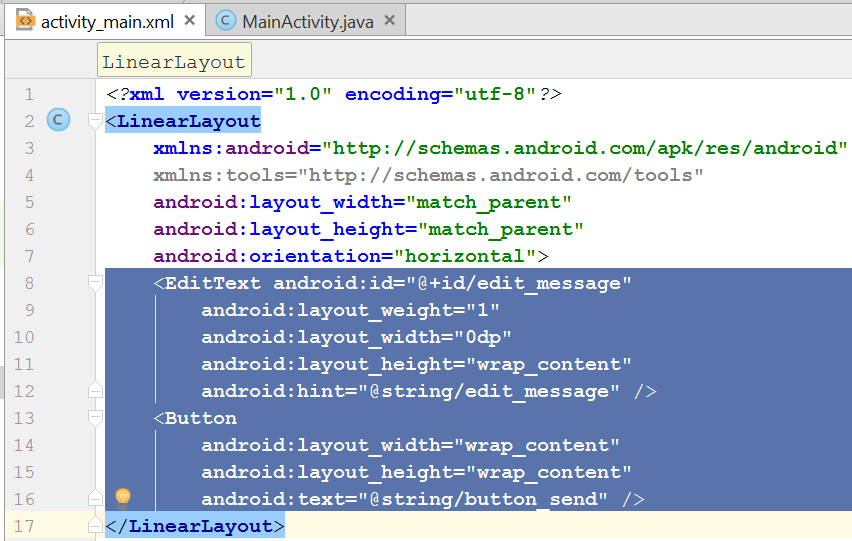 activity_main.xml × C MainActivity.java ×
LinearLayout
1 <?xml version="1.0" encoding="utf-8"?>
2 C <LinearLayout
3 xmlns:android="http://schemas.android.com/apk/res/android"
4 xmlns:tools="http://schemas.android.com/tools"
5 android:layout_width="match_parent"
6 android:layout_height="match_parent"
7 android:orientation="horizontal">
8 <EditText android:id="@+id/edit_message"
9 android:layout_weight="1"
10 android:layout_width="0dp"
11 android:layout_height="wrap_content"
12 android:hint="@string/edit_message" />
13 <Button
14 android:layout_width="wrap_content"
15 android:layout_height="wrap_content"
16 android:text="@string/button_send" />
17 </LinearLayout>